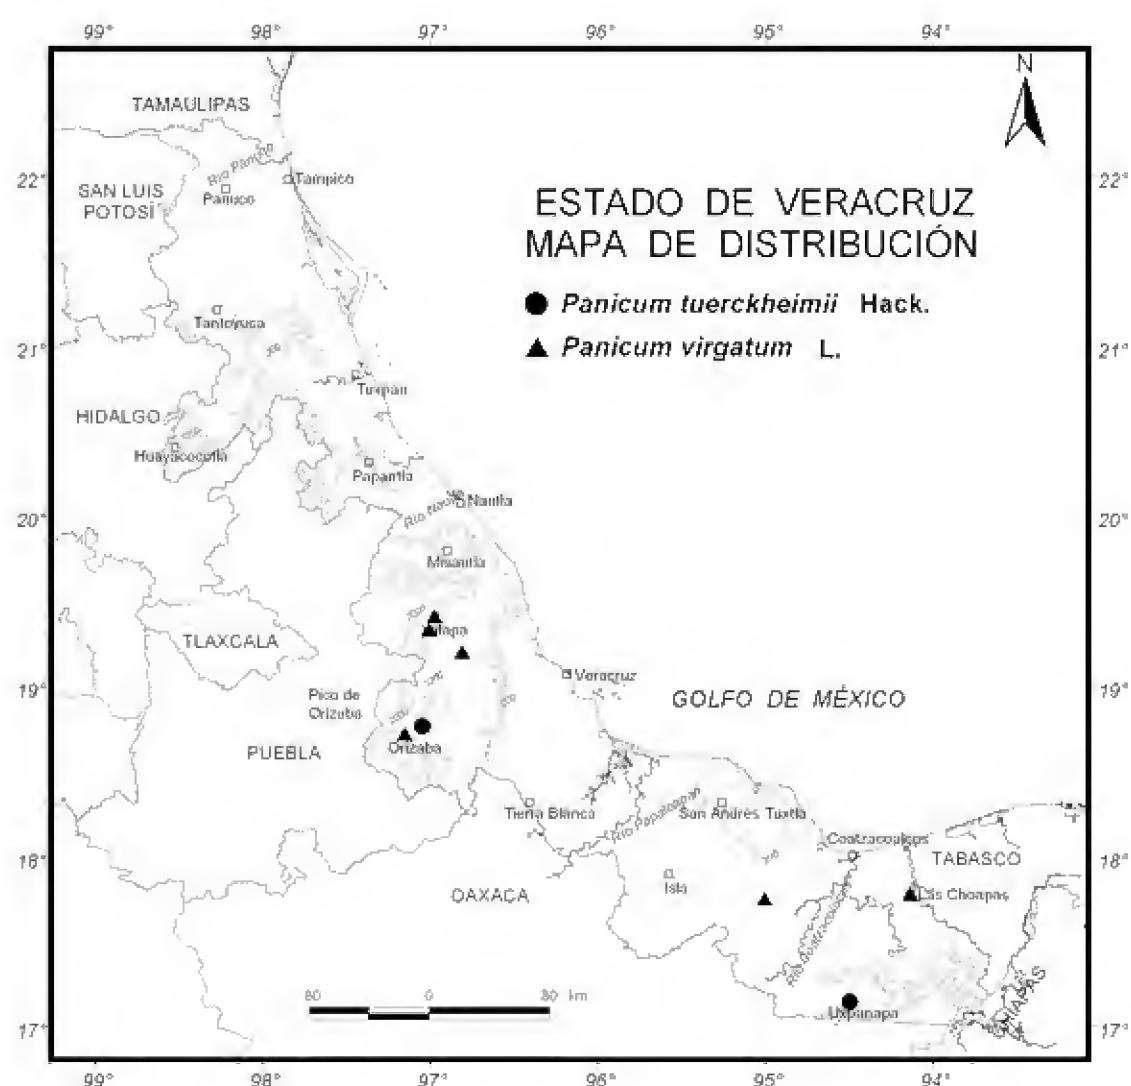 99° 98° 97° 96° 95° 94°
N
TAMAULIPAS
Río Pánuco
22° Tampico 22°
SAN LUIS
POTOSÍ
Pánuco
ESTADO DE VERACRUZ
MAPA DE DISTRIBUCIÓN
Panicum tuerckheimii Hack.
Panicum virgatum L.
Tantoyuca
21° 21°
Tuxpan
HIDALGO
Huayacocotla
Papantla
Nautla
20° 20°
Misantla
TLAXCALA
Veracruz
19° 19°
Pico de
Orizaba
GOLFO DE MÉXICO
PUEBLA
Orizaba
Tierra Blanca
Río Papaloapan
San Andrés Tuxtla
Coatzacoalcos
18° TABASCO 18°
Isla
OAXACA
Las Choapas
Río Coatzacoalcos
CHIAPAS
80 0 80 km
Uxpanapa
17° 17°
99° 98° 97° 96° 95° 94°